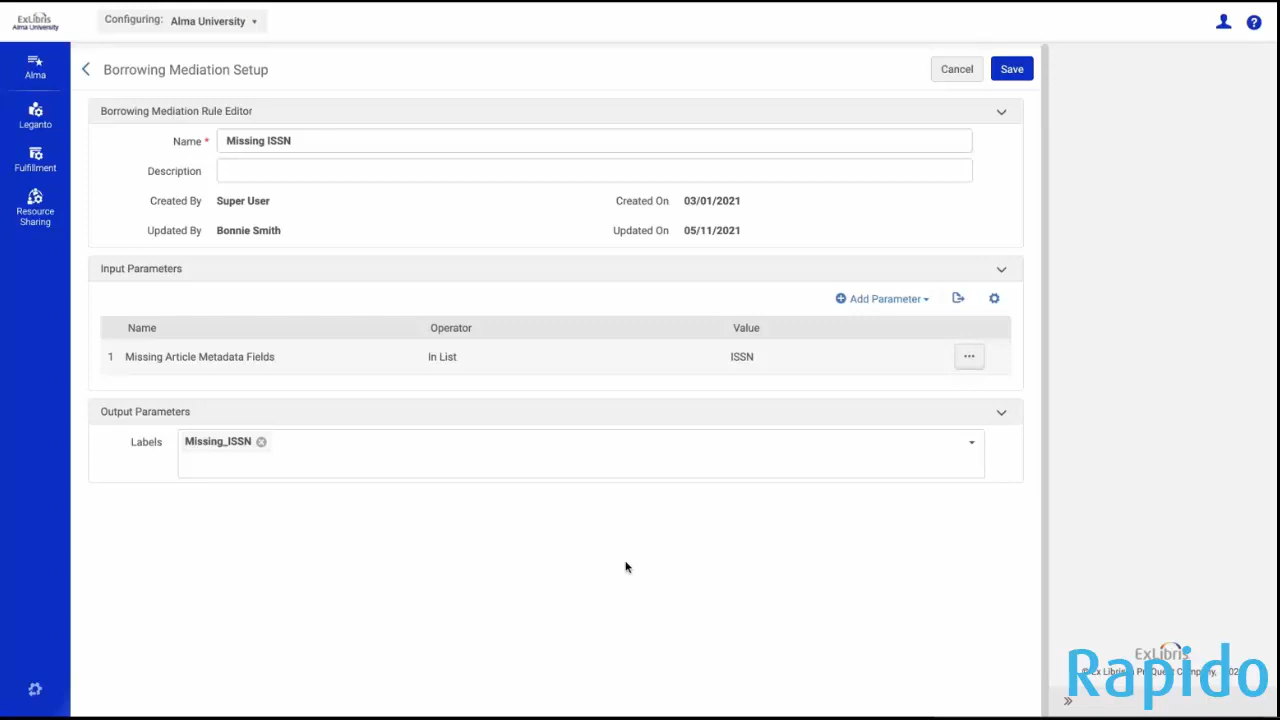 ExLibris
Alma University
Configuring: Alma University
Alma
Leganto
Fulfillment
Resource
Sharing
Borrowing Mediation Setup
Cancel
Save
Borrowing Mediation Rule Editor
Name * Missing ISSN
Description
Created By Super User Created On 03/01/2021
Updated By Bonnie Smith Updated On 05/11/2021
Input Parameters
Add Parameter
Name Operator Value
1 Missing Article Metadata Fields In List ISSN
Output Parameters
Labels Missing_ISSN
ExLibris
© Ex Libris
Company,
Rapido